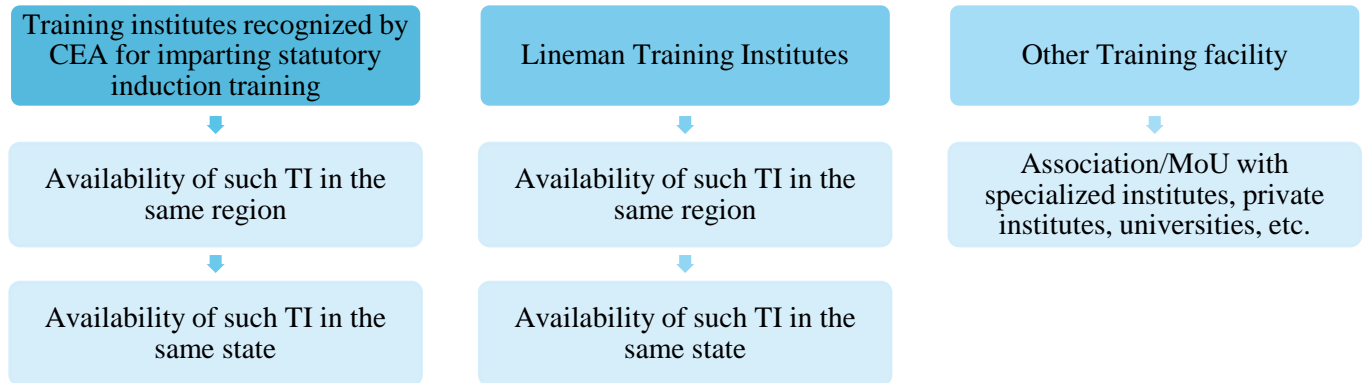 Training institutes recognized by
CEA for imparting statutory
induction training
Availability of such TI in the
same region
Availability of such TI in the
same state
Lineman Training Institutes
Availability of such TI in the
same region
Availability of such TI in the
same state
Other Training facility
Association/MoU with
specialized institutes, private
institutes, universities, etc.